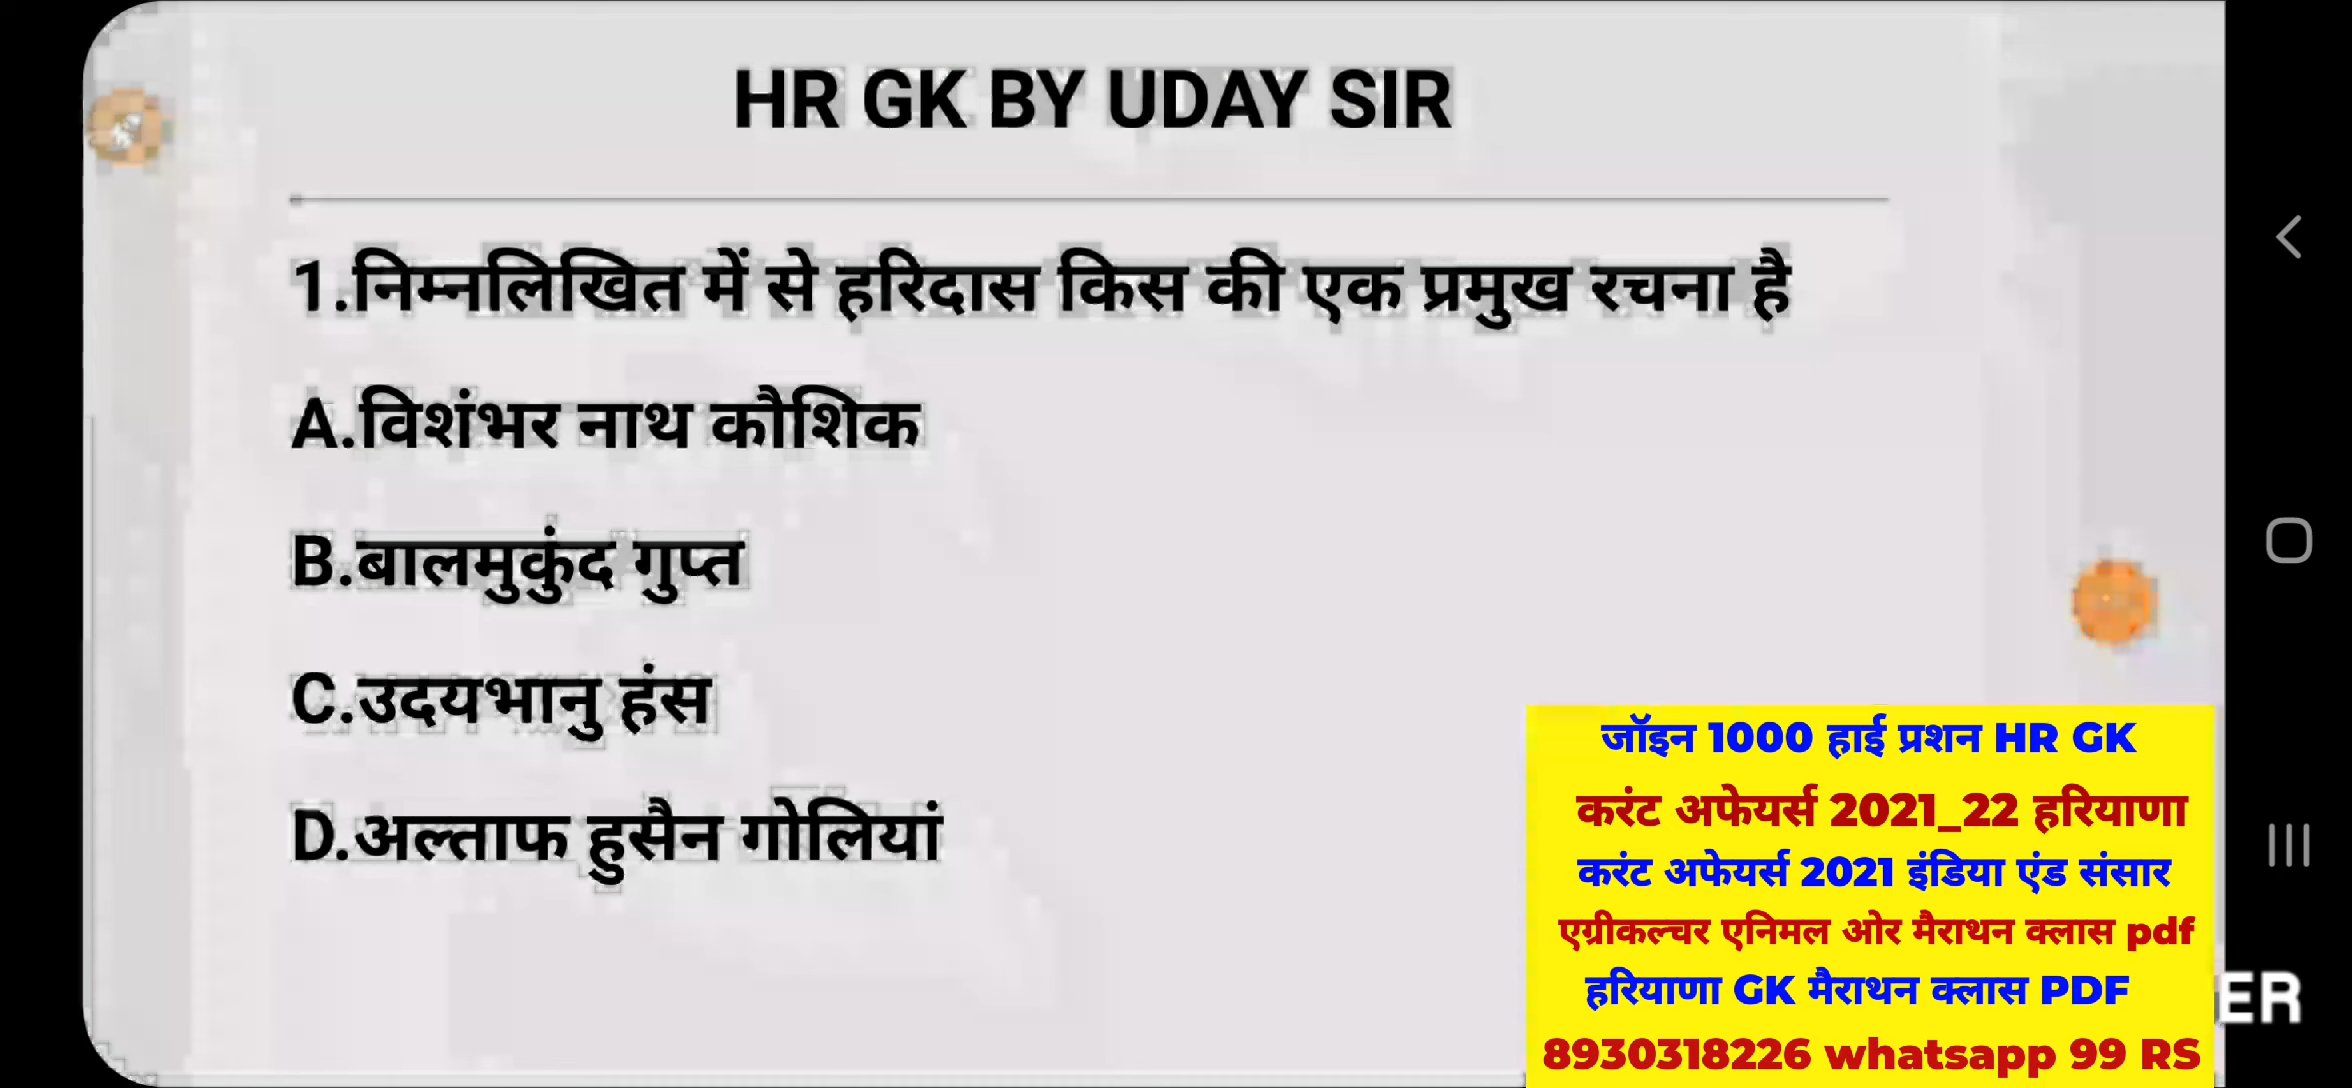 HR GK BY UDAY SIR
1.निम्नलिखित में से हरिदास किस की एक प्रमुख रचना है
A.विशंभर नाथ कौशिक
B.बालमुकुंद गुप्त
C.उदयभानु हंस
D.अल्ताफ हुसैन गोलियां
जॉइन 1000 हाई प्रशन HR GK
करंट अफेयर्स 2021_22 हरियाणा
करंट अफेयर्स 2021 इंडिया एंड संसार
एग्रीकल्चर एनिमल ओर मैराथन क्लास pdf
हरियाणा GK मैराथन क्लास PDF
ER
8930318226 whatsapp 99 RS